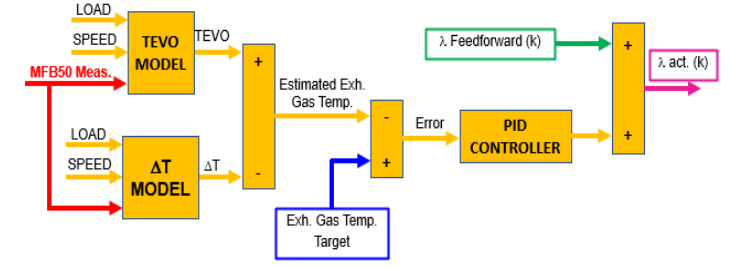 LOAD
SPEED
MFB50 Meas.
TEVO
MODEL
TEVO
LOAD
SPEED
ΔT
MODEL
ΔT
+
-
Estimated Exh.
Gas Temp.
-
+
Exh. Gas Temp.
Target
Error
PID
CONTROLLER
λ Feedforward (k)
+
+
λ act. (k)